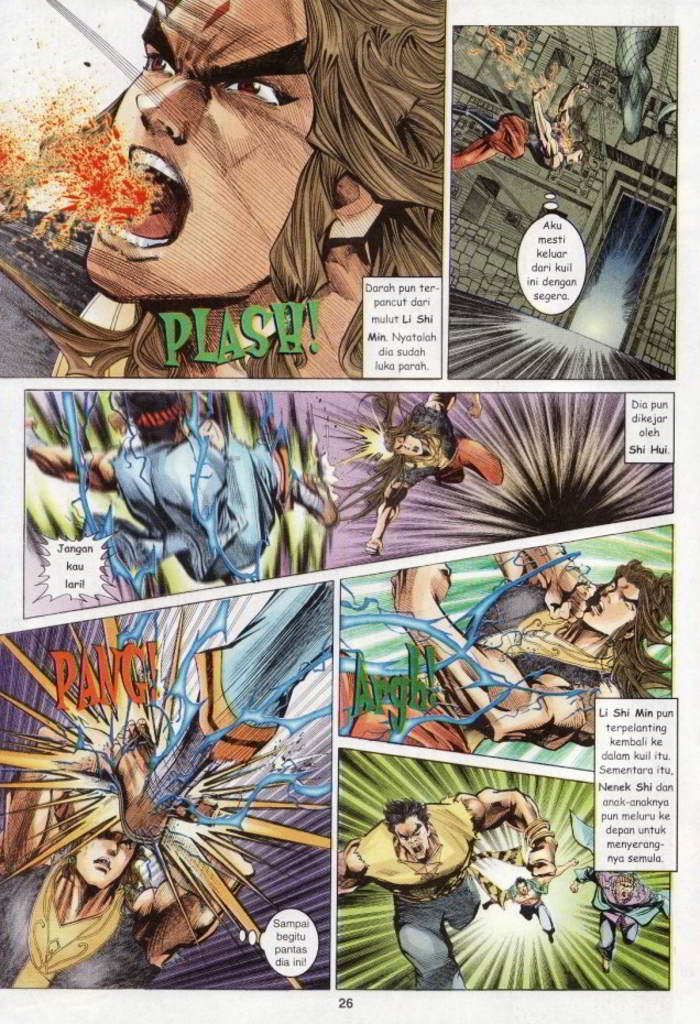 PLASH!
Darah pun ter-
pancut dari
mulut Li Shi
Min. Nyatalah
dia sudah
luka parah.
Aku
mesti
keluar
dari kuil
ini dengan
segera.
Dia pun
dikejar
oleh
Shi Hui.
Jangan
kau
lari!
PANG!
Sampai
begitu
pantas
dia ini!
Argh!
Li Shi Min pun
terpelanting
kembali ke
dalam kuil itu.
Sementara itu,
Nenek Shi dan
anak-anaknya
pun meluru ke
depan untuk
menyerang-
nya semula.
26